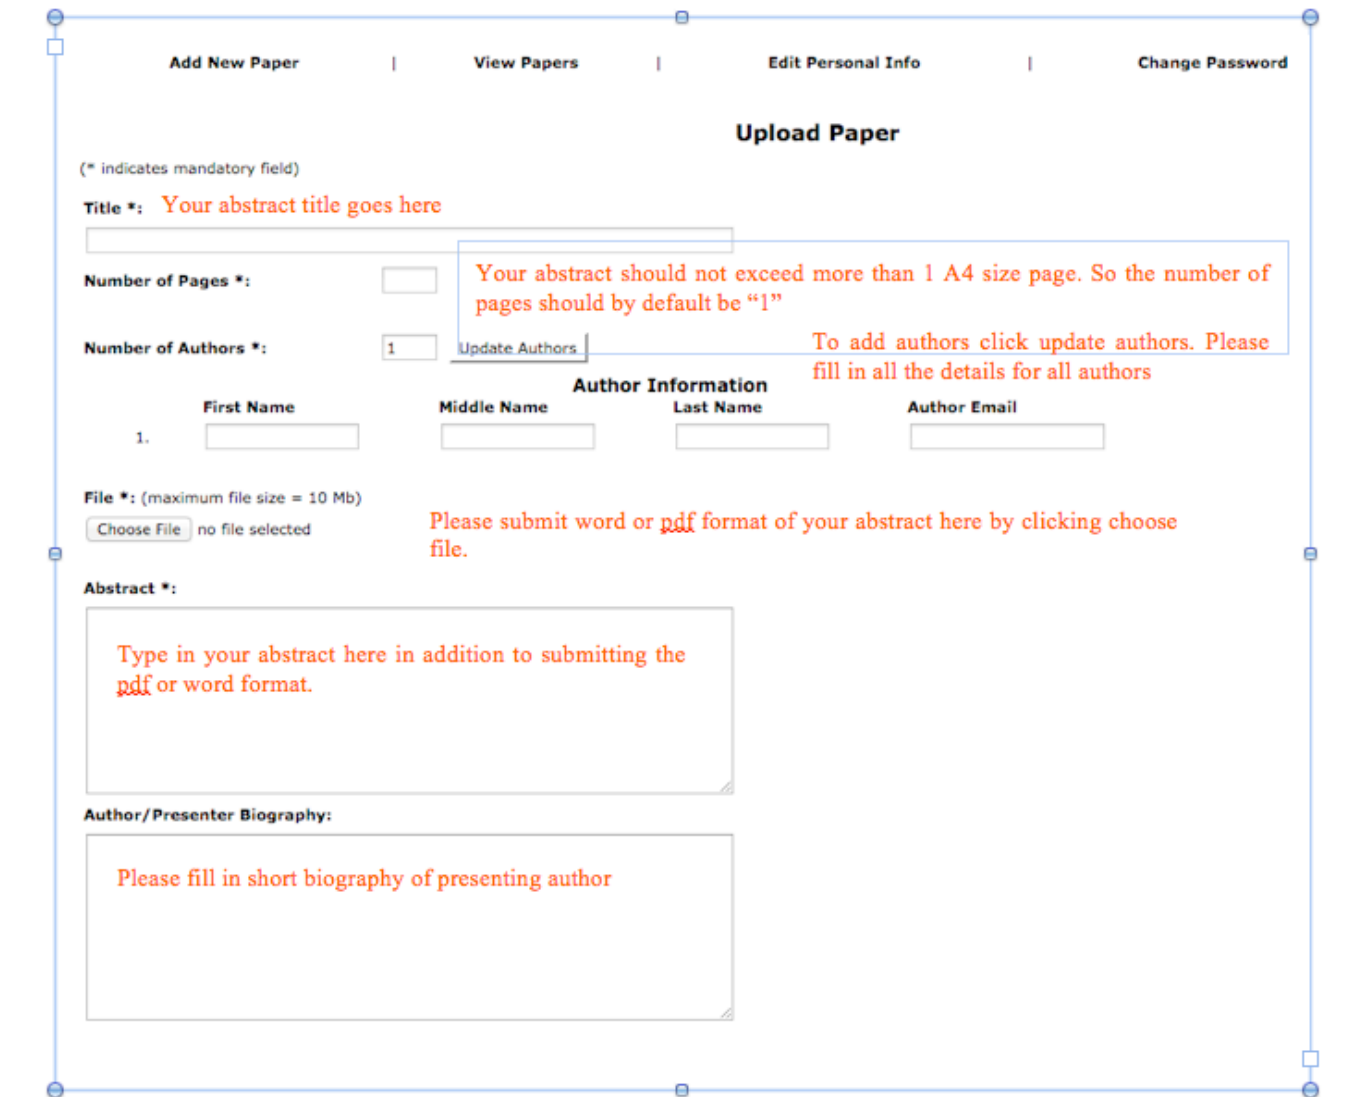 Add New Paper | View Papers | Edit Personal Info | Change Password
Upload Paper
(* indicates mandatory field)
Title *: Your abstract title goes here
Number of Pages *:
Your abstract should not exceed more than 1 A4 size page. So the number of
pages should by default be “1”
Number of Authors *: 1 Update Authors
To add authors click update authors. Please
fill in all the details for all authors
Author Information
First Name Middle Name Last Name Author Email
1.
File *: (maximum file size = 10 Mb)
Choose File no file selected
Please submit word or pdf format of your abstract here by clicking choose
file.
Abstract *:
Type in your abstract here in addition to submitting the
pdf or word format.
Author/Presenter Biography:
Please fill in short biography of presenting author